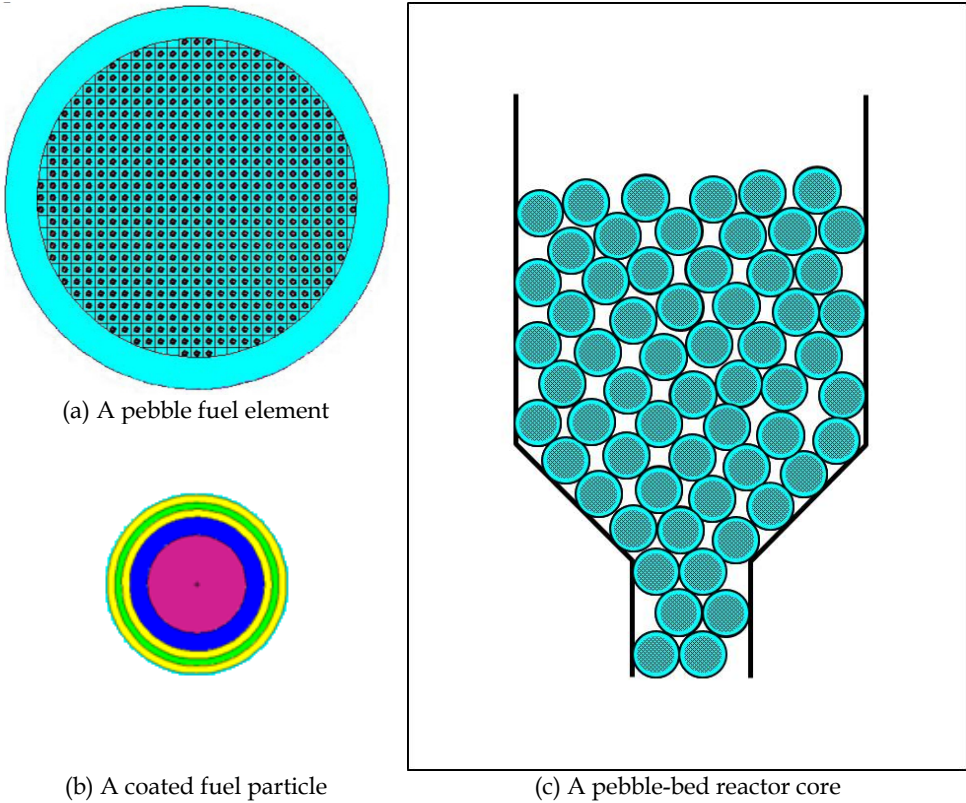 (a) A pebble fuel element
(b) A coated fuel particle
(c) A pebble-bed reactor core